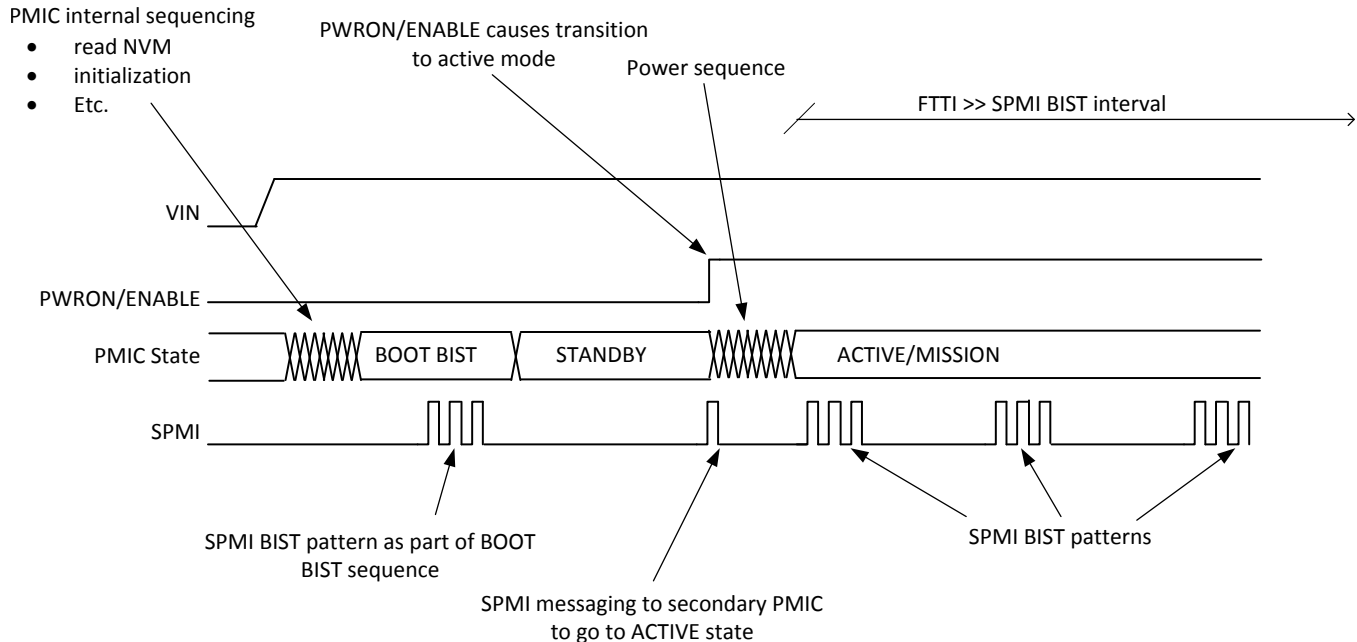 PMIC internal sequencing
• read NVM
• initialization
• Etc.
PWRON/ENABLE causes transition
to active mode
Power sequence
FTTI >> SPMI BIST interval
VIN
PWRON/ENABLE
PMIC State
BOOT BIST
STANDBY
ACTIVE/MISSION
SPMI
SPMI BIST pattern as part of BOOT
BIST sequence
SPMI messaging to secondary PMIC
to go to ACTIVE state
SPMI BIST patterns